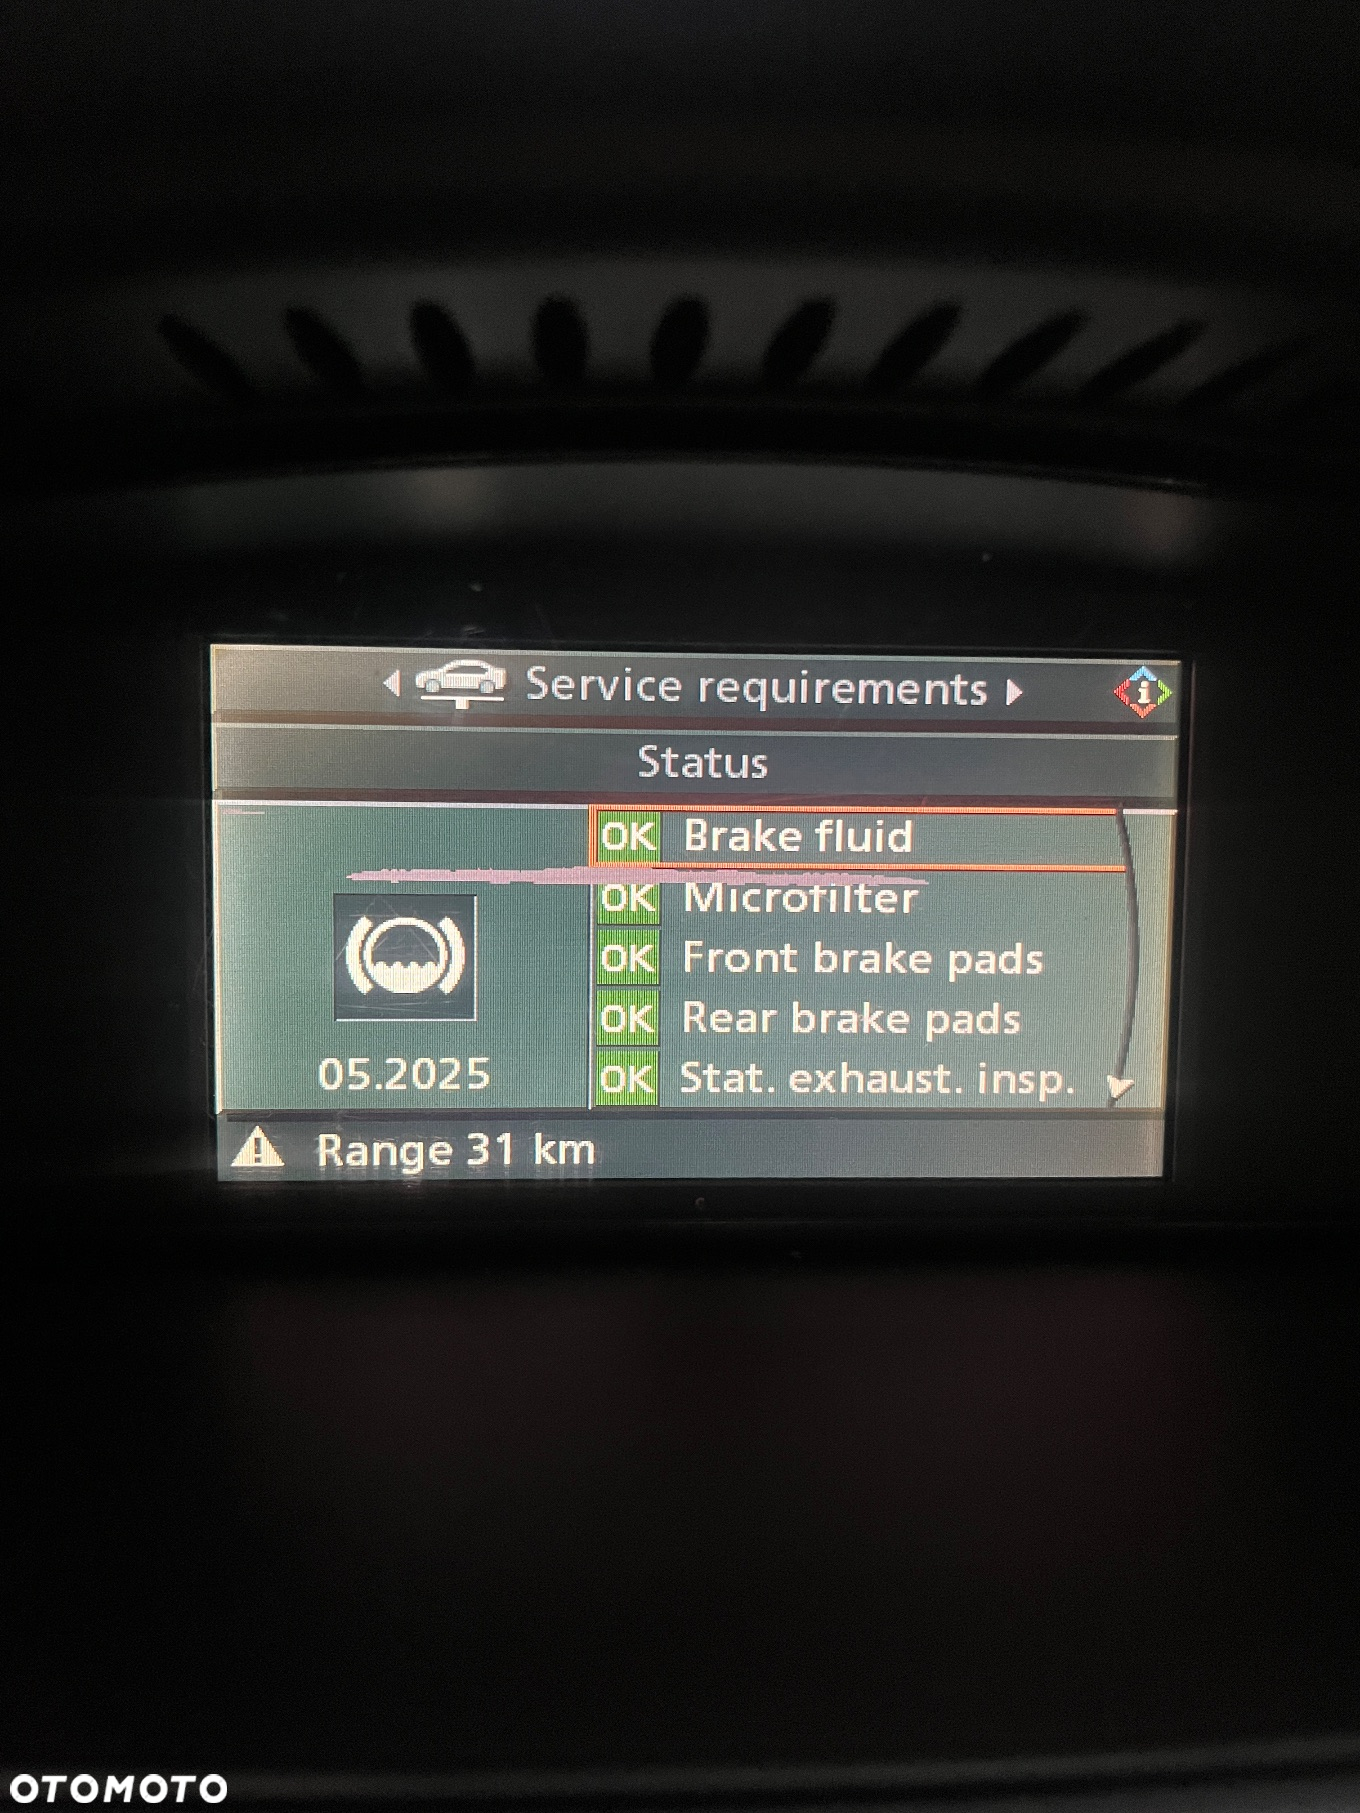 Service requirements
Status
OK Brake fluid
OK Microfilter
OK Front brake pads
OK Rear brake pads
OK Stat. exhaust. insp.
05.2025
Range 31 km
OTOMOTO